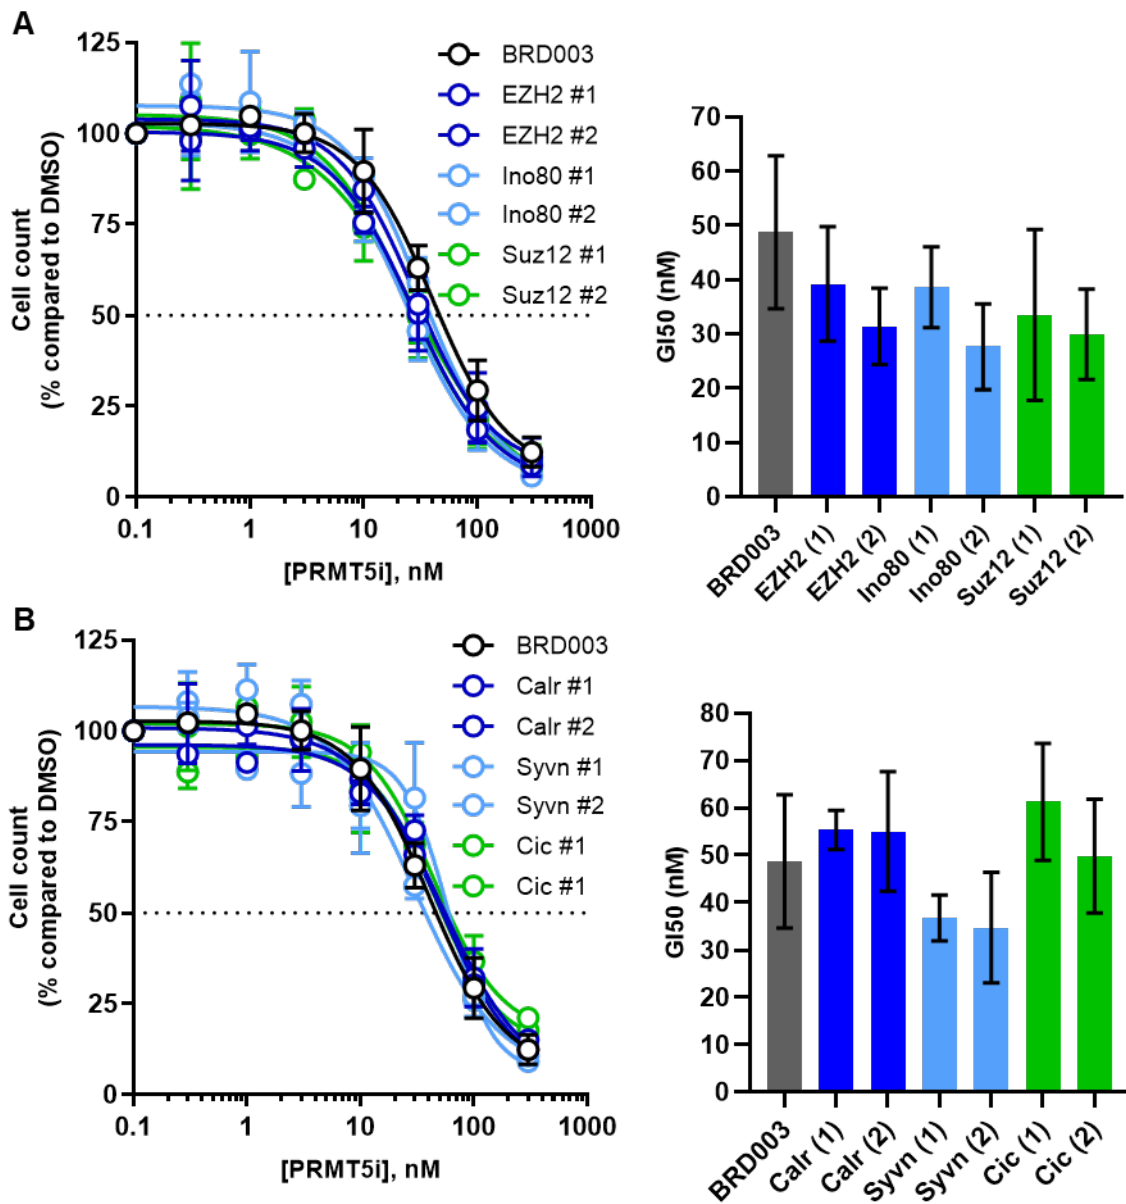 A
125
100
75
50
25
0
Cell count
(% compared to DMSO)
0.1
1
10
100
1000
[PRMT5i], nM
BRD003
EZH2 #1
EZH2 #2
Ino80 #1
Ino80 #2
Suz12 #1
Suz12 #2
70
60
50
40
30
20
10
0
GI50 (nM)
BRD003
EZH2 (1)
EZH2 (2)
Ino80 (1)
Ino80 (2)
Suz12 (1)
Suz12 (2)
B
125
100
75
50
25
0
Cell count
(% compared to DMSO)
0.1
1
10
100
1000
[PRMT5i], nM
BRD003
Calr #1
Calr #2
Syvn #1
Syvn #2
Cic #1
Cic #1
80
70
60
50
40
30
20
10
0
GI50 (nM)
BRD003
Calr (1)
Calr (2)
Syvn (1)
Syvn (2)
Cic (1)
Cic (2)